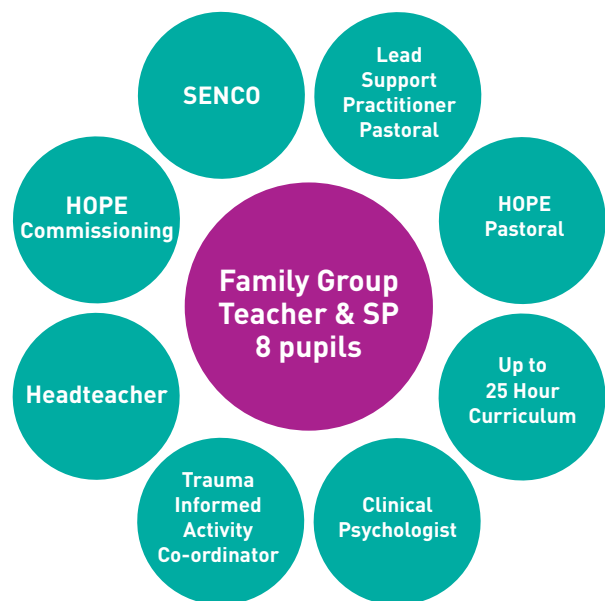 SENCO
Lead
Support
Practitioner
Pastoral
HOPE
Commissioning
HOPE
Pastoral
Family Group
Teacher & SP
8 pupils
Headteacher
Up to
25 Hour
Curriculum
Trauma
Informed
Activity
Co-ordinator
Clinical
Psychologist